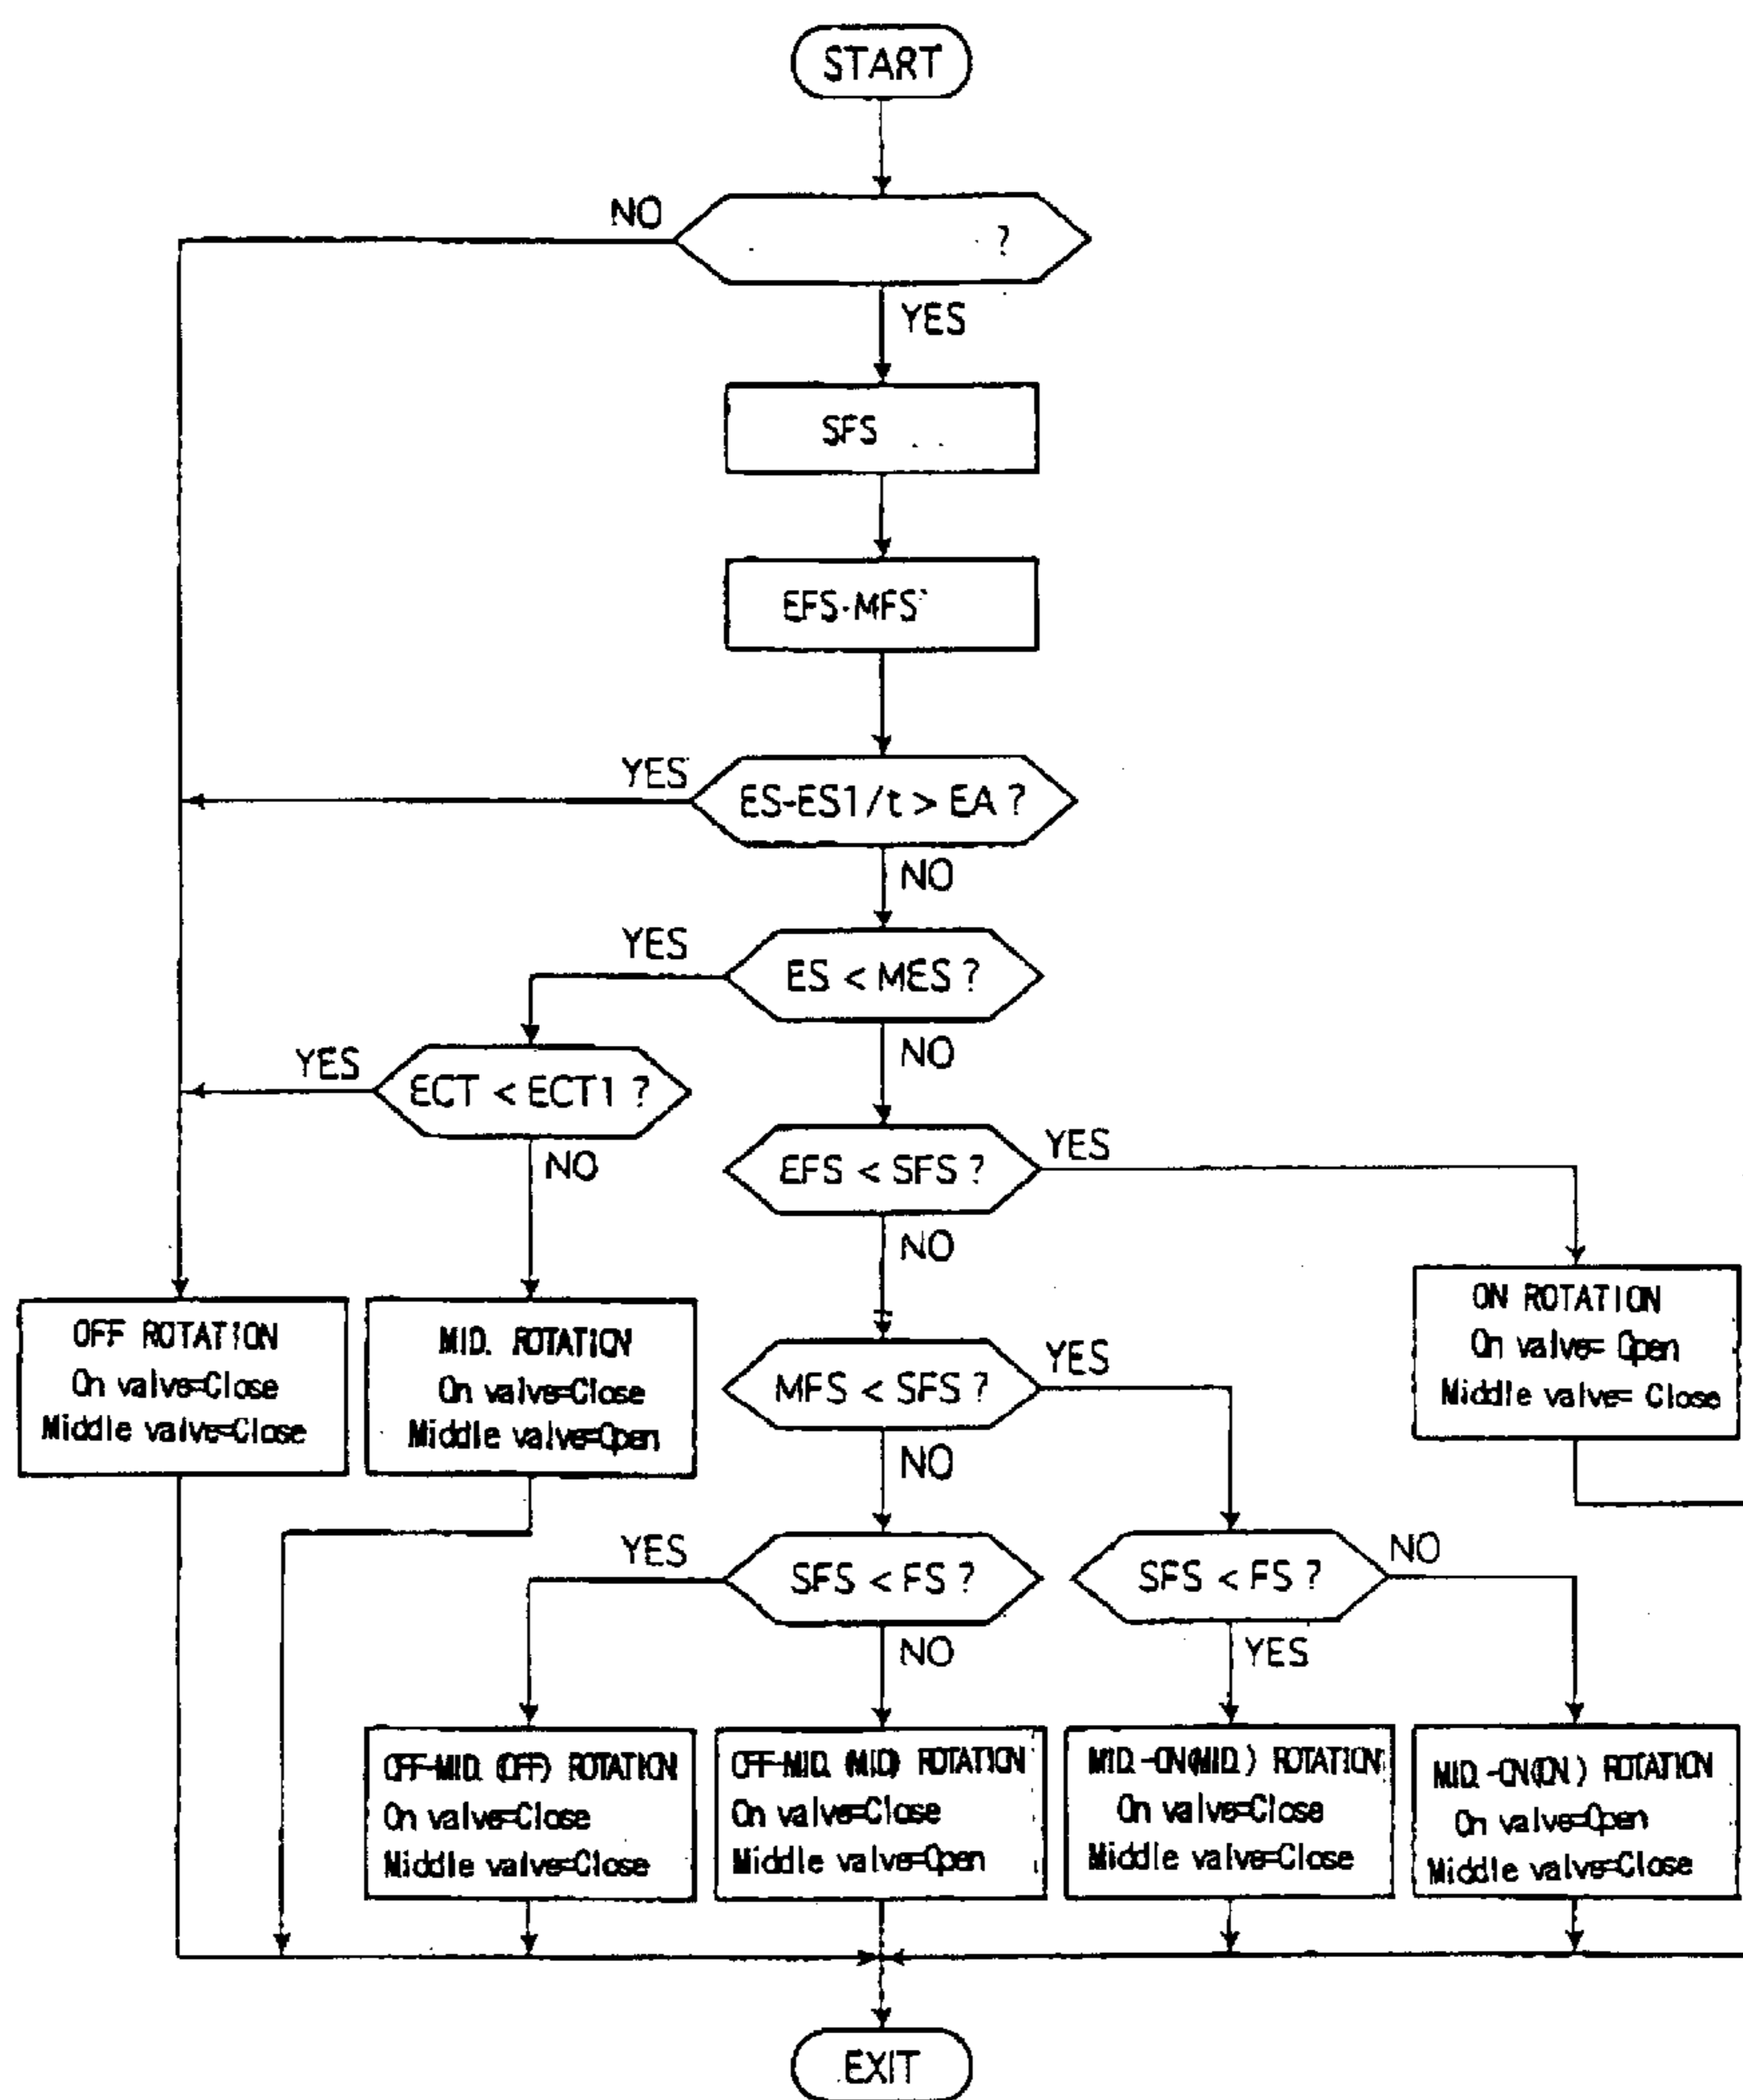 START
NO
?
YES
SFS
EFS-MFS
YES
ES-ES1/t > EA ?
NO
YES
ES < MES ?
NO
YES
ECT < ECT1 ?
NO
EFS < SFS ?
YES
NO
OFF ROTATION
On valve=Close
Middle valve=Close
MID. ROTATION
On valve=Close
Middle valve=Open
MFS < SFS ?
YES
NO
ON ROTATION
On valve= Open
Middle valve= Close
YES
SFS < FS ?
NO
SFS < FS ?
NO
YES
OFF-MID. (OFF) ROTATION
On valve=Close
Middle valve=Close
OFF-MID. (MID) ROTATION
On valve=Close
Middle valve=Open
MID.-ON(MID.) ROTATION
On valve=Close
Middle valve=Close
MID.-ON(ON.) ROTATION
On valve=Open
Middle valve=Close
EXIT